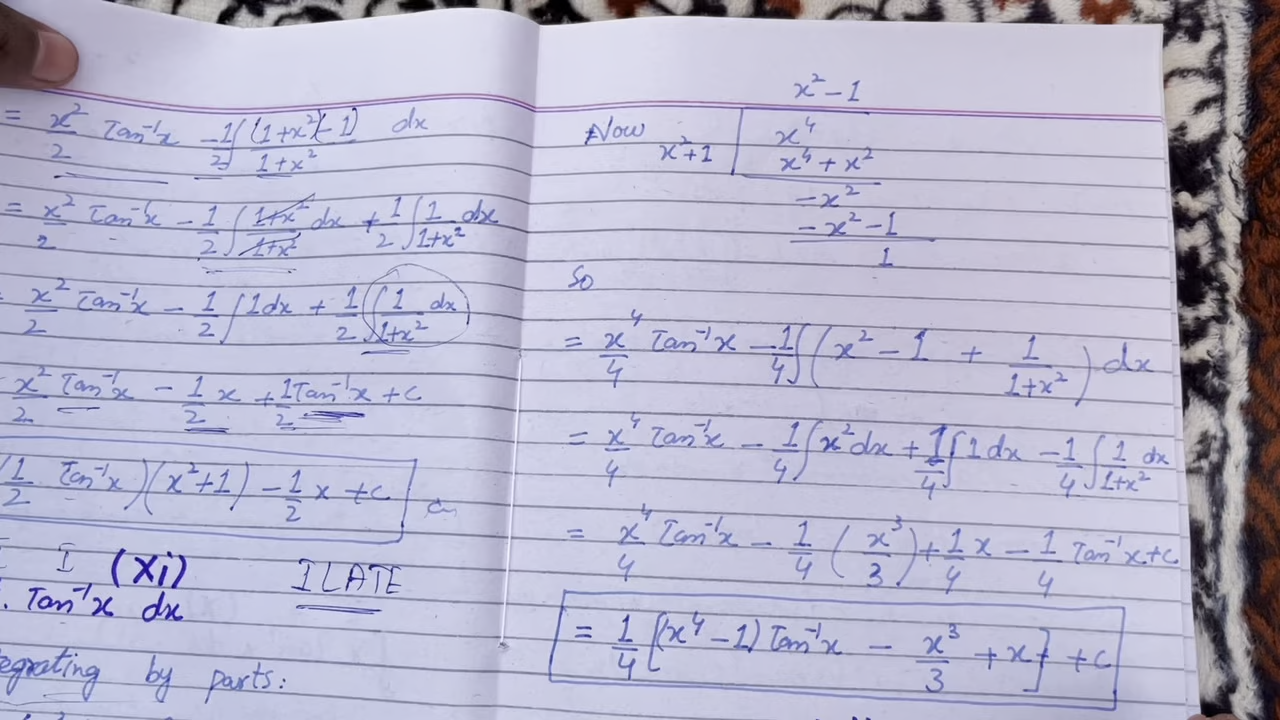 = x²/2 Tan⁻¹x - 1/2 ∫ (1+x²)(-1)/1+x² dx
= x²/2 Tan⁻¹x - 1/2 ∫ 1+x²/1+x² dx + 1/2 ∫ 1/1+x² dx
x²/2 Tan⁻¹x - 1/2 ∫ 1dx + 1/2 ∫ 1/1+x² dx
x²/2 Tan⁻¹x - 1/2 x + 1/2 Tan⁻¹x + c
(1/2 Tan⁻¹x)(x²+1) - 1/2 x + c
I (xi) ILATE
. Tan⁻¹x dx
egrating by parts:
x² - 1
Now x²+1 x⁴
x⁴ + x²
- x²
- x² - 1
1
So
= x⁴/4 Tan⁻¹x - 1/4 ∫ (x² - 1 + 1/1+x²) dx
= x⁴/4 Tan⁻¹x - 1/4 ∫ x² dx + 1/4 ∫ 1 dx - 1/4 ∫ 1/1+x² dx
= x⁴/4 Tan⁻¹x - 1/4 (x³/3) + 1/4 x - 1/4 Tan⁻¹x + c
= 1/4 [(x⁴ - 1) Tan⁻¹x - x³/3 + x] + c